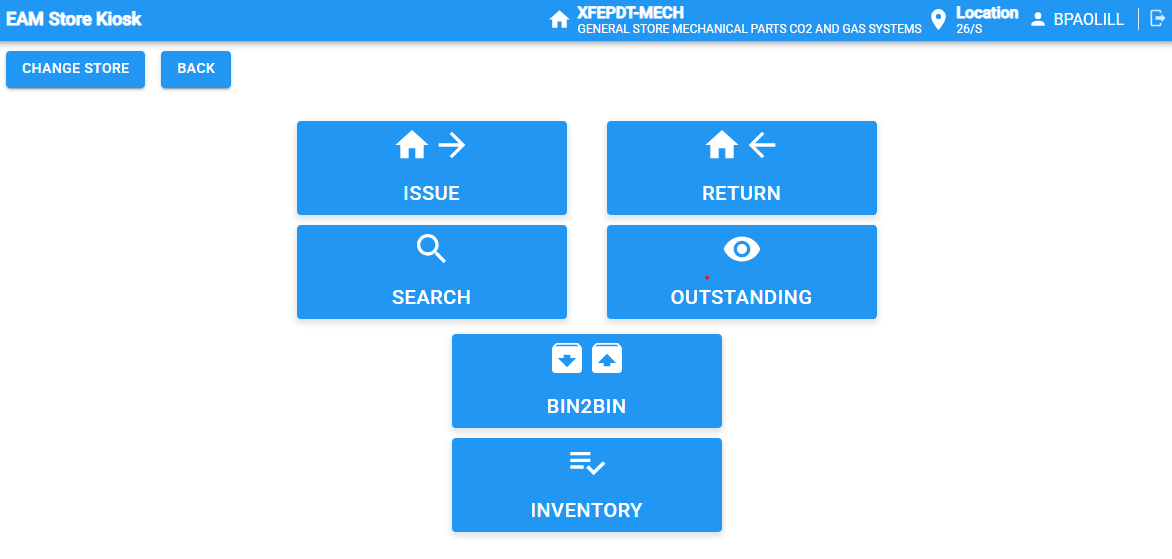 EAM Store Kiosk
XFEPDT-MECH
GENERAL STORE MECHANICAL PARTS CO2 AND GAS SYSTEMS
Location
26/S
BPAOLILL
CHANGE STORE
BACK
ISSUE
RETURN
SEARCH
OUTSTANDING
BIN2BIN
INVENTORY